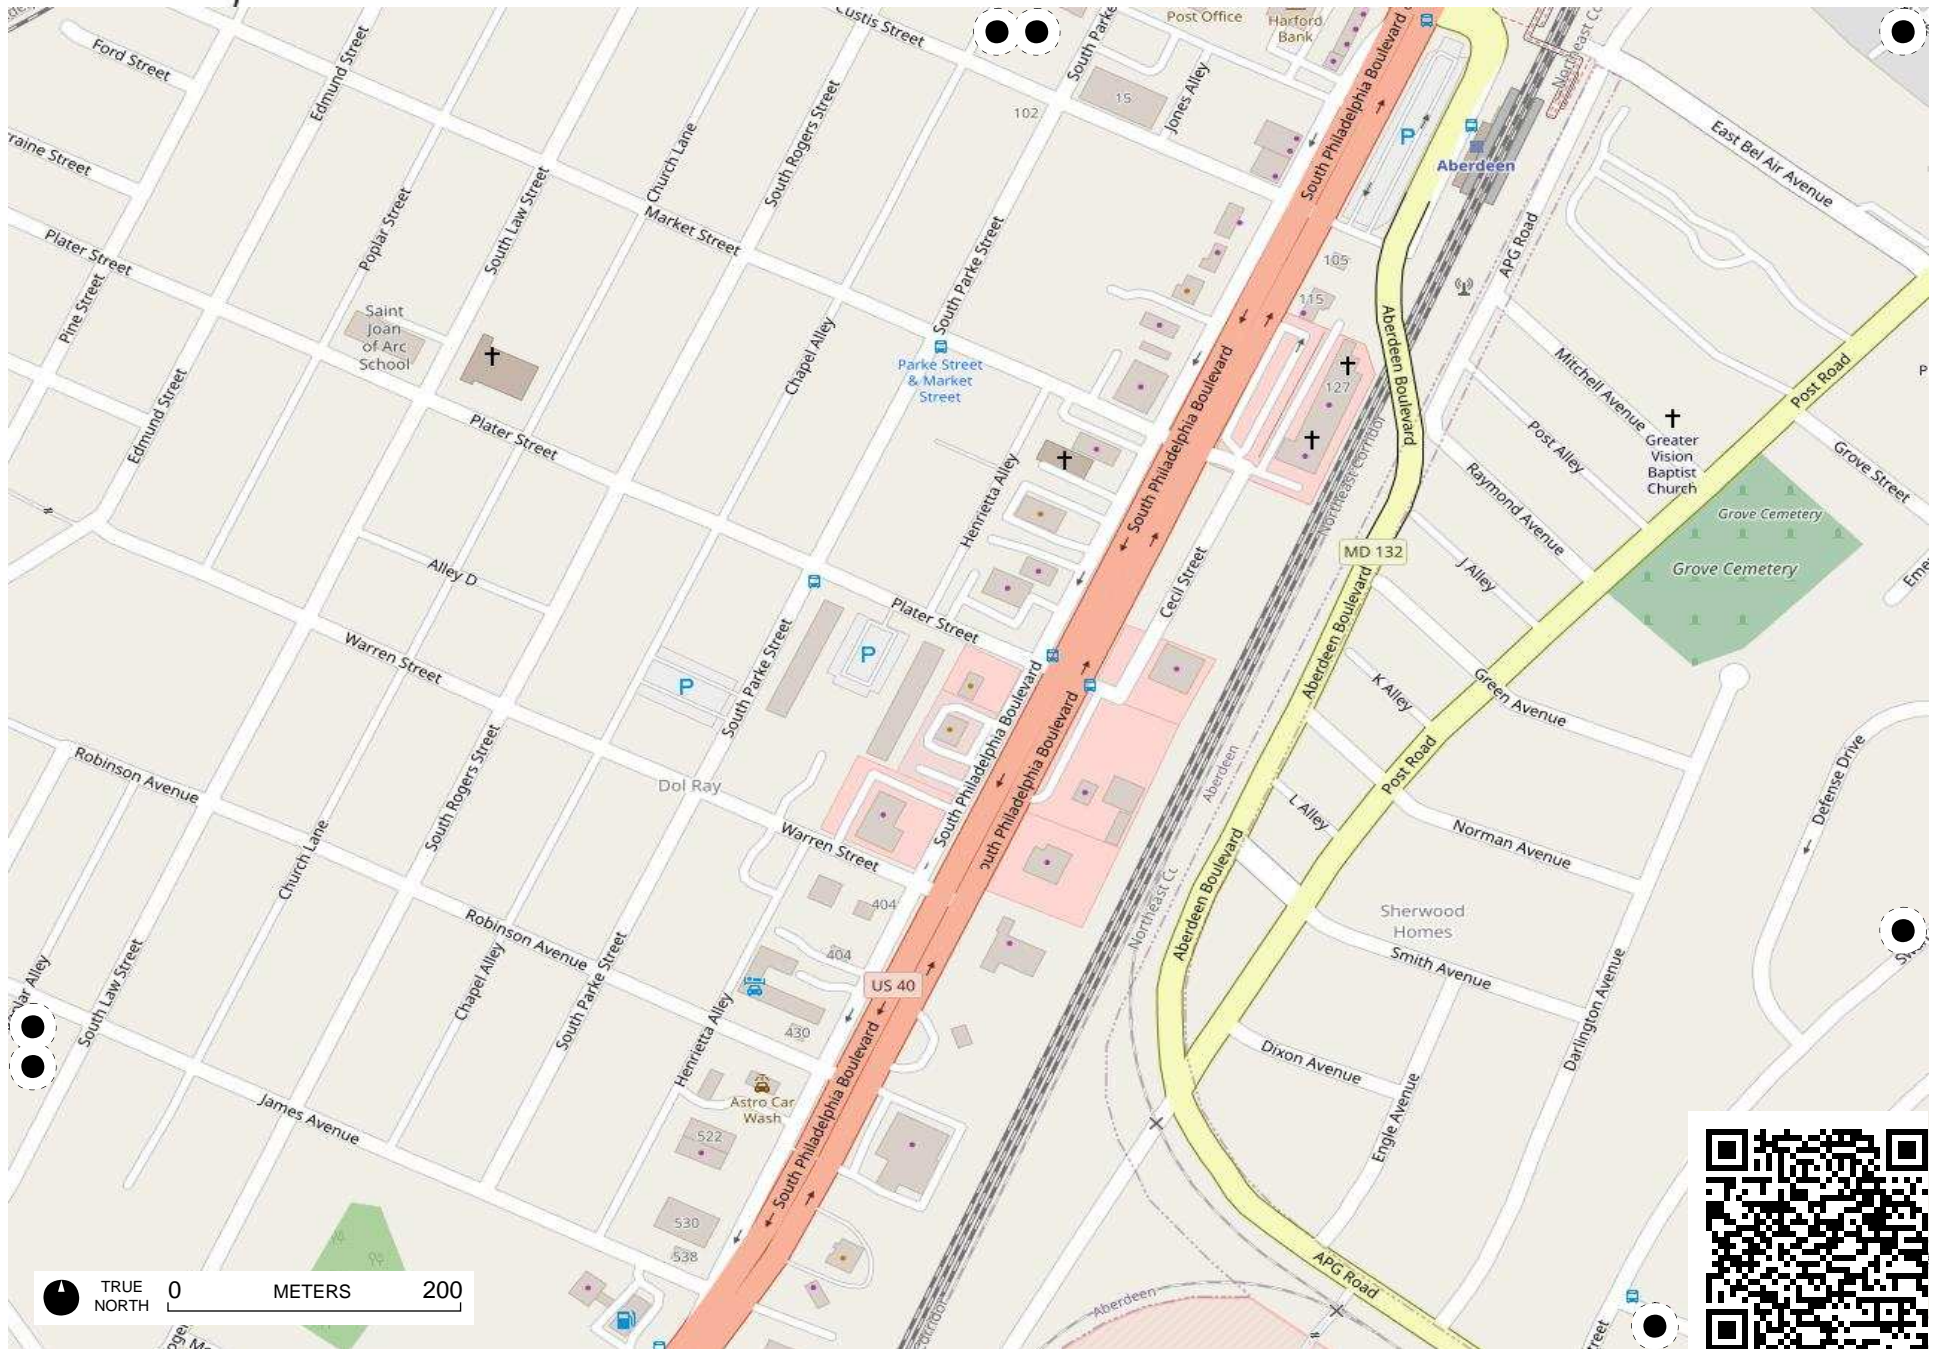 Custis Street
South Parke
Post Office
Harford
Bank
Ford Street
Edmund Street
15
102
Jones Alley
South Philadelphia Boulevard
P
Aberdeen
East Bel Air Avenue
Church Lane
South Rogers Street
South Law Street
Poplar Street
Market Street
South Parke Street
Plater Street
Pine Street
105
115
APG Road
Saint
Joan
of Arc
School
Chapel Alley
Parke Street
& Market
Street
South Philadelphia Boulevard
Aberdeen Boulevard
127
Mitchell Avenue
Post Road
Edmund Street
Plater Street
Henrietta Alley
South Philadelphia Boulevard
Northeast Corridor
Post Alley
Greater
Vision
Baptist
Church
Grove Street
Raymond Avenue
Grove Cemetery
MD 132
Grove Cemetery
Alley D
Cecil Street
J Alley
Plater Street
Warren Street
P
P
South Parke Street
Aberdeen Boulevard
K Alley
Green Avenue
South Philadelphia Boulevard
South Philadelphia Boulevard
Post Road
Robinson Avenue
South Rogers Street
Dol Ray
Aberdeen
L Alley
Defense Drive
Warren Street
Norman Avenue
Church Lane
404
Aberdeen Boulevard
Sherwood
Homes
Robinson Avenue
404
US 40
Smith Avenue
South Law Street
Chapel Alley
South Parke Street
Henrietta Alley
430
Darlington Avenue
Dixon Avenue
South Philadelphia Boulevard
Astro Car
Wash
James Avenue
522
Engle Avenue
530
538
APG Road
Aberdeen
TRUE
NORTH
0 METERS 200